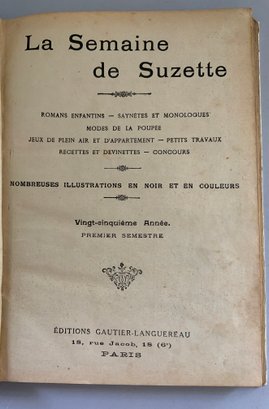 La Semaine
de Suzette
ROMANS ENFANTINS — SAYNÈTES ET MONOLOGUES
MODES DE LA POUPÉE
JEUX DE PLEIN AIR ET D'APPARTEMENT — PETITS TRAVAUX
RECETTES ET DEVINETTES — CONCOURS
NOMBREUSES ILLUSTRATIONS EN NOIR ET EN COULEURS
Vingt-cinquième Année.
PREMIER SEMESTRE
ÉDITIONS GAUTIER-LANGUEREAU
18, rue Jacob, 18 (6ᵉ)
PARIS